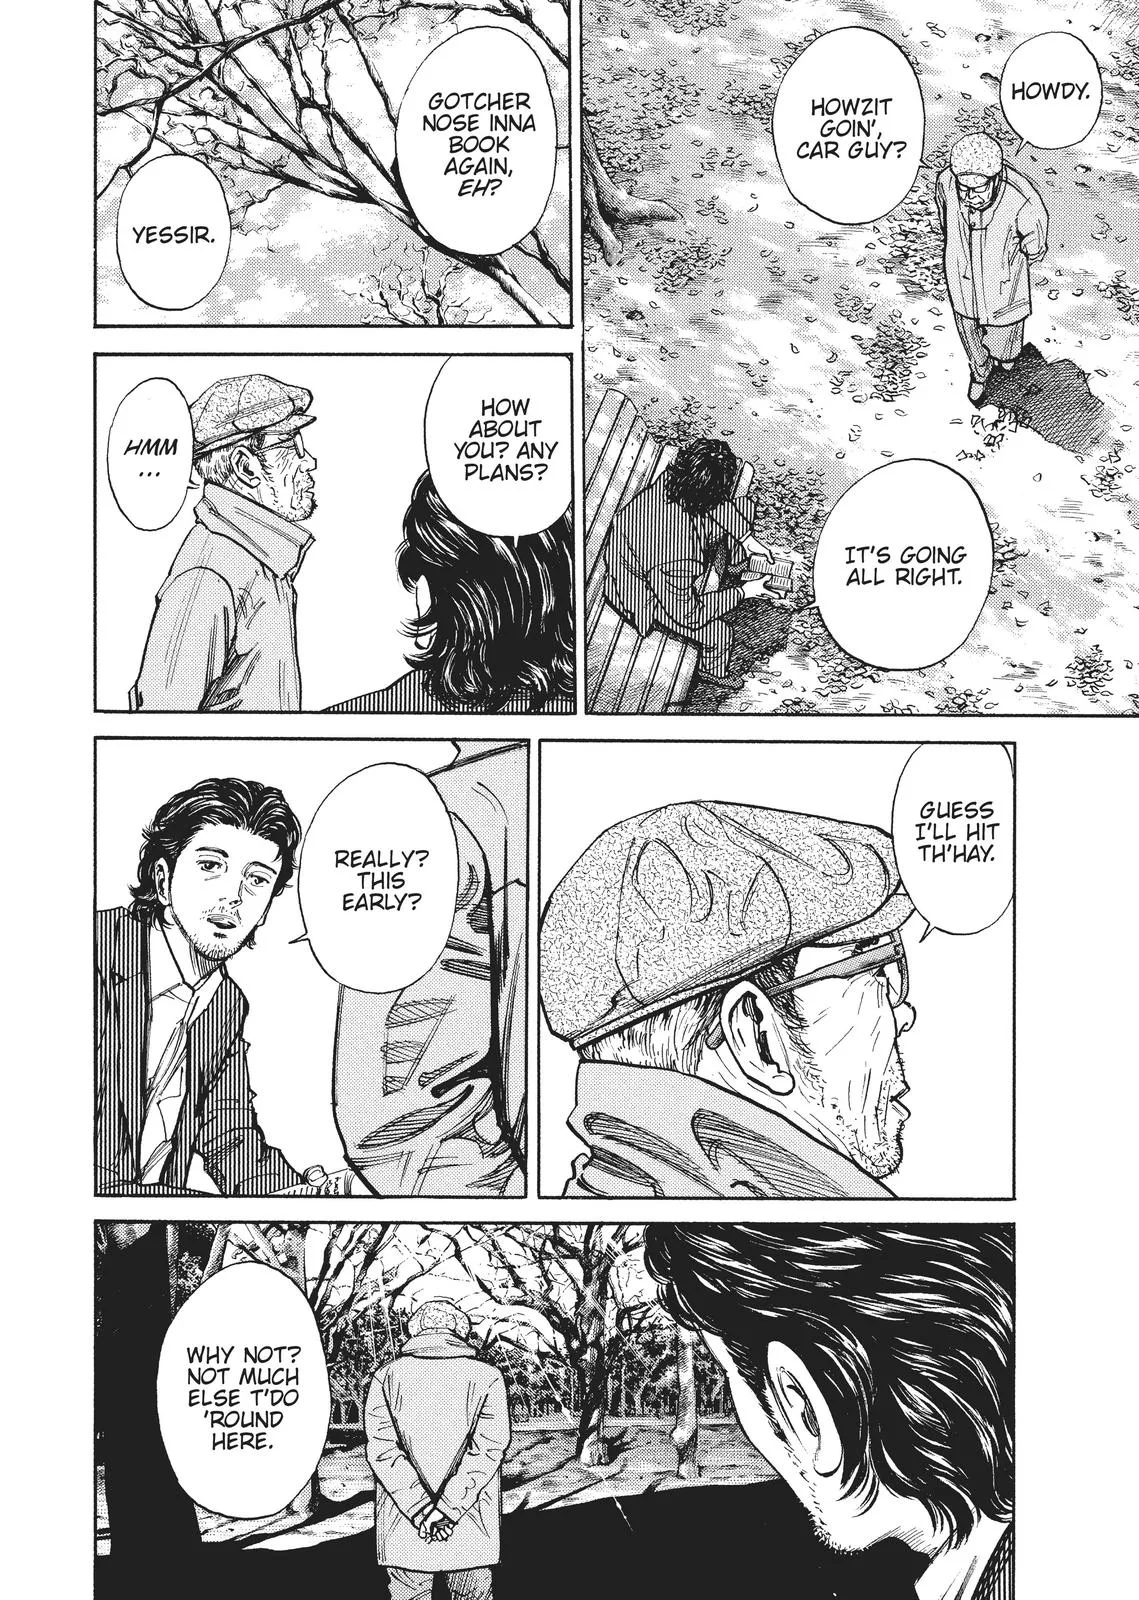 HOWDY.
HOWZIT
GOIN',
CAR GUY?
IT'S GOING
ALL RIGHT.
GOTCHER
NOSE INNA
BOOK
AGAIN,
EH?
YESSIR.
HOW
ABOUT
YOU? ANY
PLANS?
HMM
...
GUESS
I'LL HIT
TH'HAY.
REALLY?
THIS
EARLY?
WHY NOT?
NOT MUCH
ELSE T'DO
'ROUND
HERE.